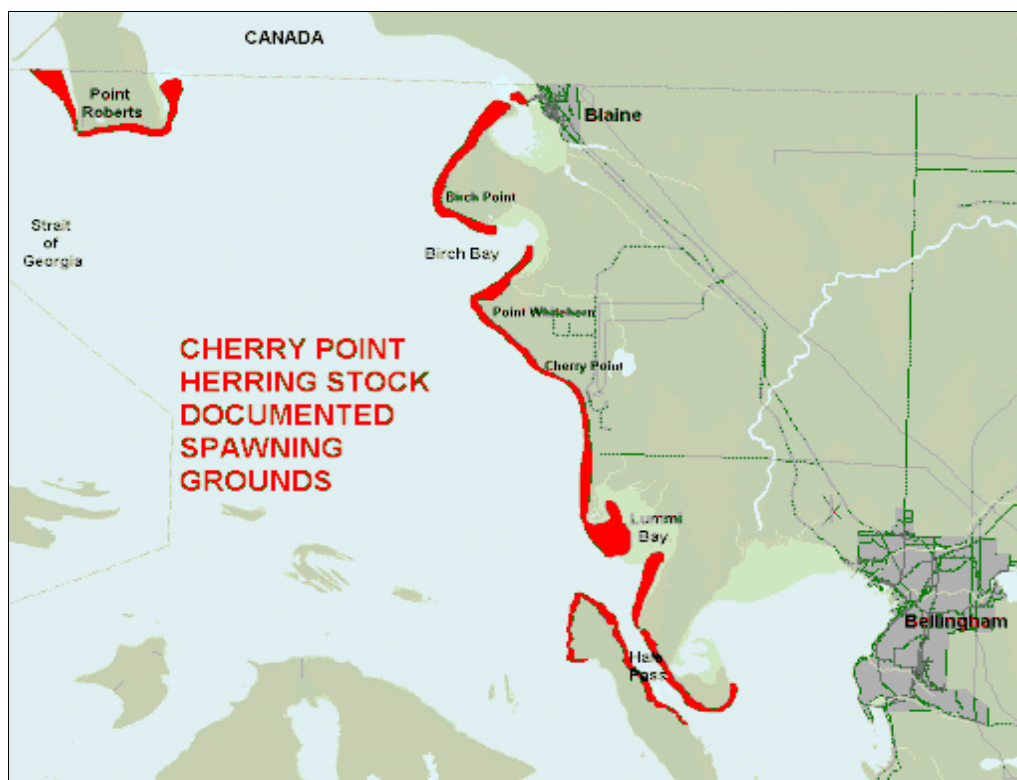 CANADA
Point
Roberts
Blaine
Birch Point
Strait
of
Georgia
Birch Bay
Point Whitehorn
CHERRY POINT
HERRING STOCK
DOCUMENTED
SPAWNING
GROUNDS
Cherry Point
Lummi
Bay
Bellingham
Hale
Pass